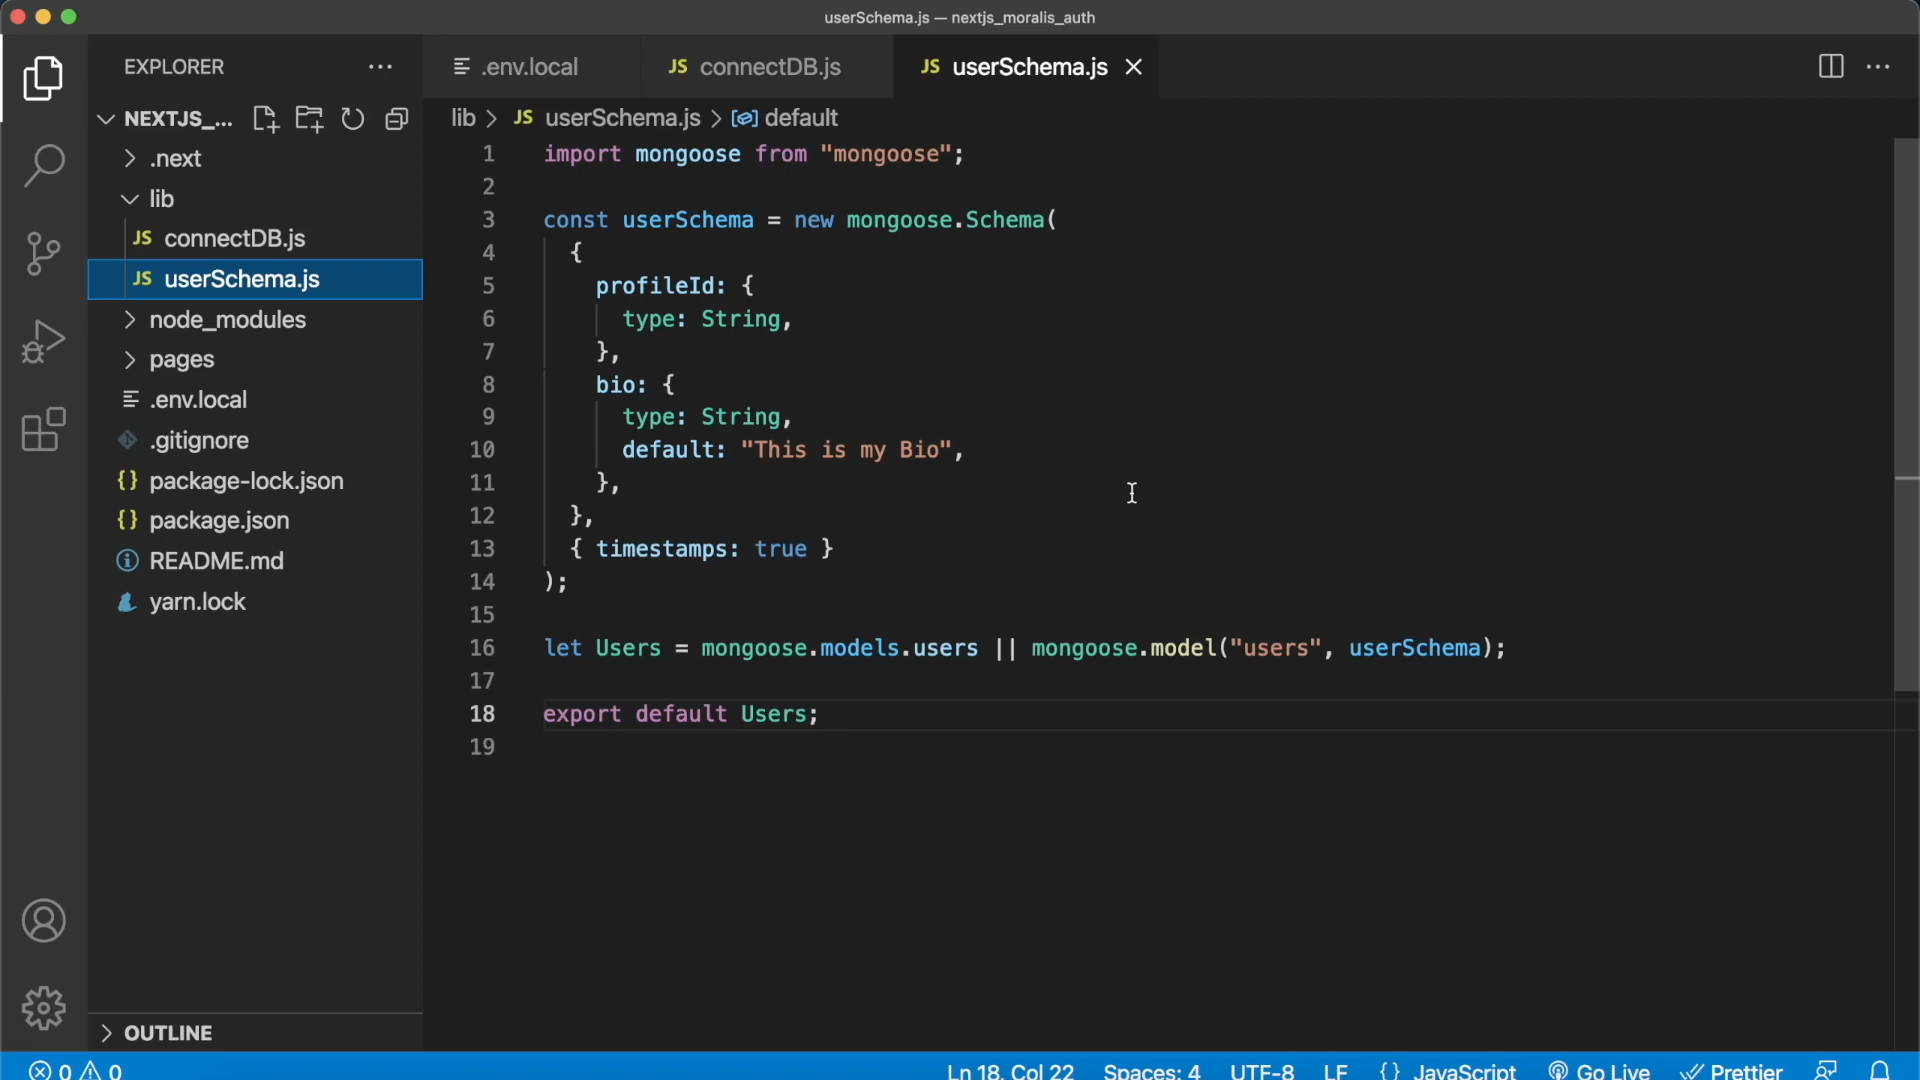 userSchema.js — nextjs_moralis_auth
EXPLORER
.env.local
JS connectDB.js
JS userSchema.js
NEXTJS_...
lib > JS userSchema.js > default
.next
lib
JS connectDB.js
JS userSchema.js
node_modules
pages
.env.local
.gitignore
{} package-lock.json
{} package.json
README.md
yarn.lock
OUTLINE
1 import mongoose from "mongoose";
2
3 const userSchema = new mongoose.Schema(
4 {
5 profileId: {
6 type: String,
7 },
8 bio: {
9 type: String,
10 default: "This is my Bio",
11 },
12 },
13 { timestamps: true }
14 );
15
16 let Users = mongoose.models.users || mongoose.model("users", userSchema);
17
18 export default Users;
19
0 0 Ln 18, Col 22 Spaces: 4 UTF-8 LF {} JavaScript Go Live Prettier